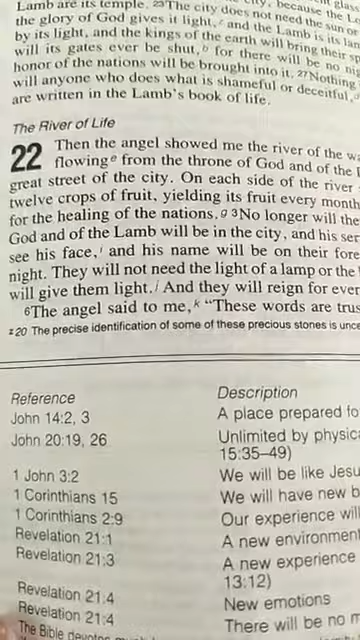 Lamb are its temple. 23The city does not need the sun or
the glory of God gives it light, and the Lamb is its lam
by its light, and the kings of the earth will bring their sp
will its gates ever be shut, h for there will be no ni
honor of the nations will be brought into it. 27Nothing
will anyone who does what is shameful or deceitful,
are written in the Lamb's book of life.
The River of Life
22 Then the angel showed me the river of the wa
flowing e from the throne of God and of the L
great street of the city. On each side of the river
twelve crops of fruit, yielding its fruit every month
for the healing of the nations. g 3No longer will the
God and of the Lamb will be in the city, and his ser
see his face, i and his name will be on their fore
night. They will not need the light of a lamp or the
will give them light. j And they will reign for ever
6The angel said to me, k "These words are trus
z 20 The precise identification of some of these precious stones is unce
Reference Description
John 14:2, 3 A place prepared fo
John 20:19, 26 Unlimited by physica
15:35–49)
1 John 3:2 We will be like Jesu
1 Corinthians 15 We will have new b
1 Corinthians 2:9 Our experience will
Revelation 21:1 A new environment
Revelation 21:3 A new experience
13:12)
Revelation 21:4 New emotions
Revelation 21:4 There will be no m
The Bible devotes much